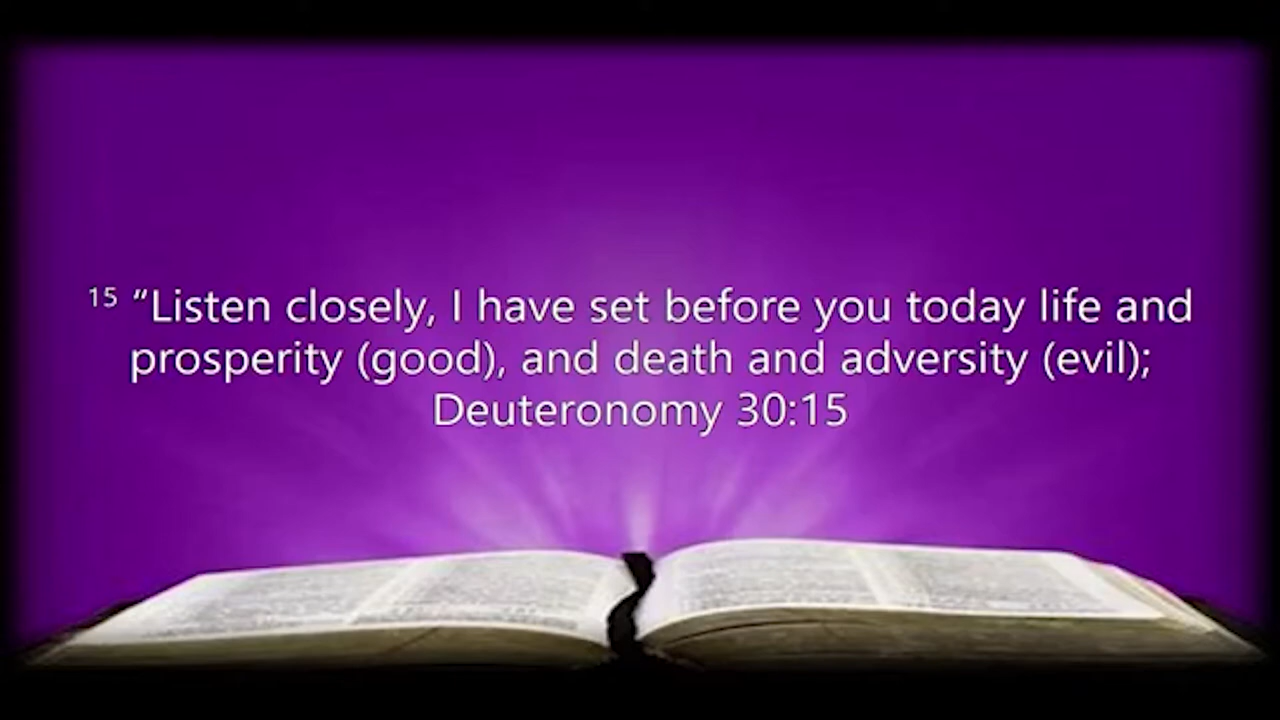 15 “Listen closely, I have set before you today life and
prosperity (good), and death and adversity (evil);
Deuteronomy 30:15